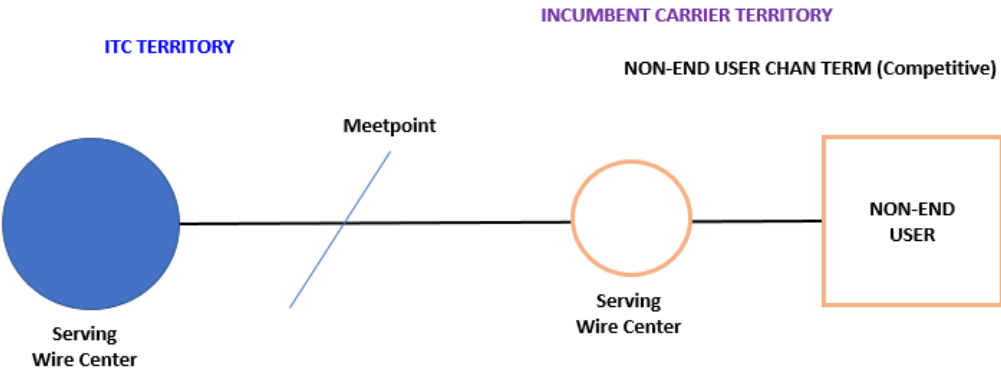 INCUMBENT CARRIER TERRITORY
ITC TERRITORY
NON-END USER CHAN TERM (Competitive)
Meetpoint
NON-END
USER
Serving
Wire Center
Serving
Wire Center